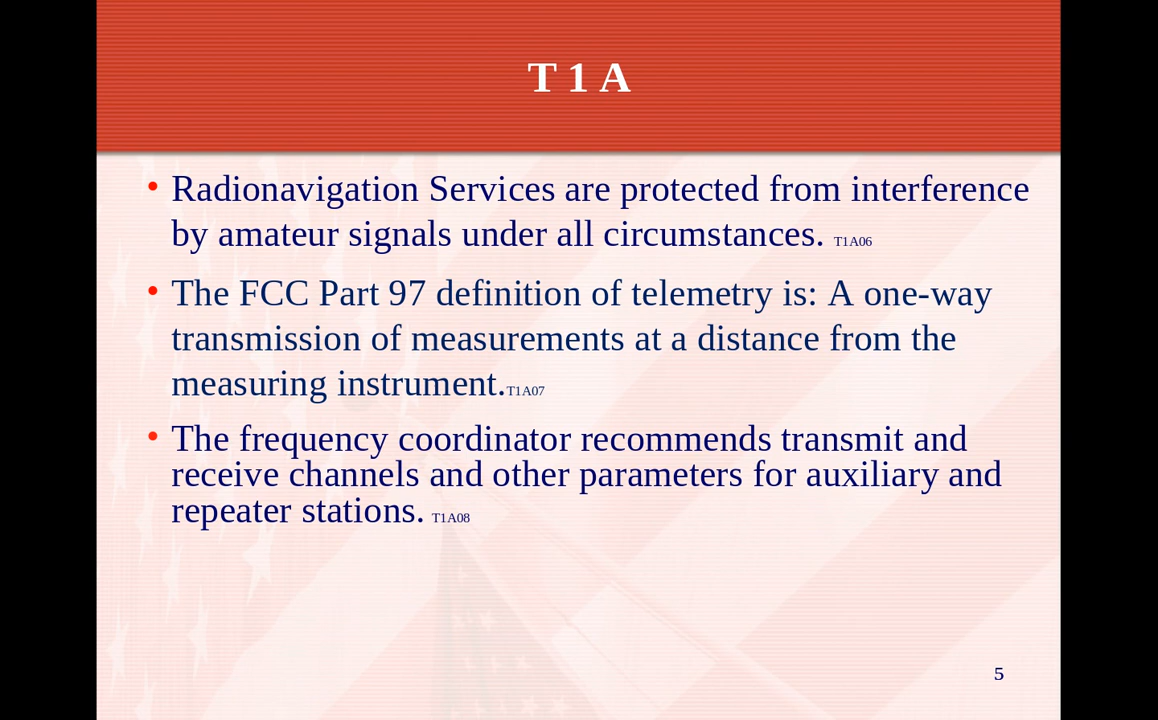 T 1 A
• Radionavigation Services are protected from interference
by amateur signals under all circumstances. T1A06
• The FCC Part 97 definition of telemetry is: A one-way
transmission of measurements at a distance from the
measuring instrument.T1A07
• The frequency coordinator recommends transmit and
receive channels and other parameters for auxiliary and
repeater stations. T1A08
5